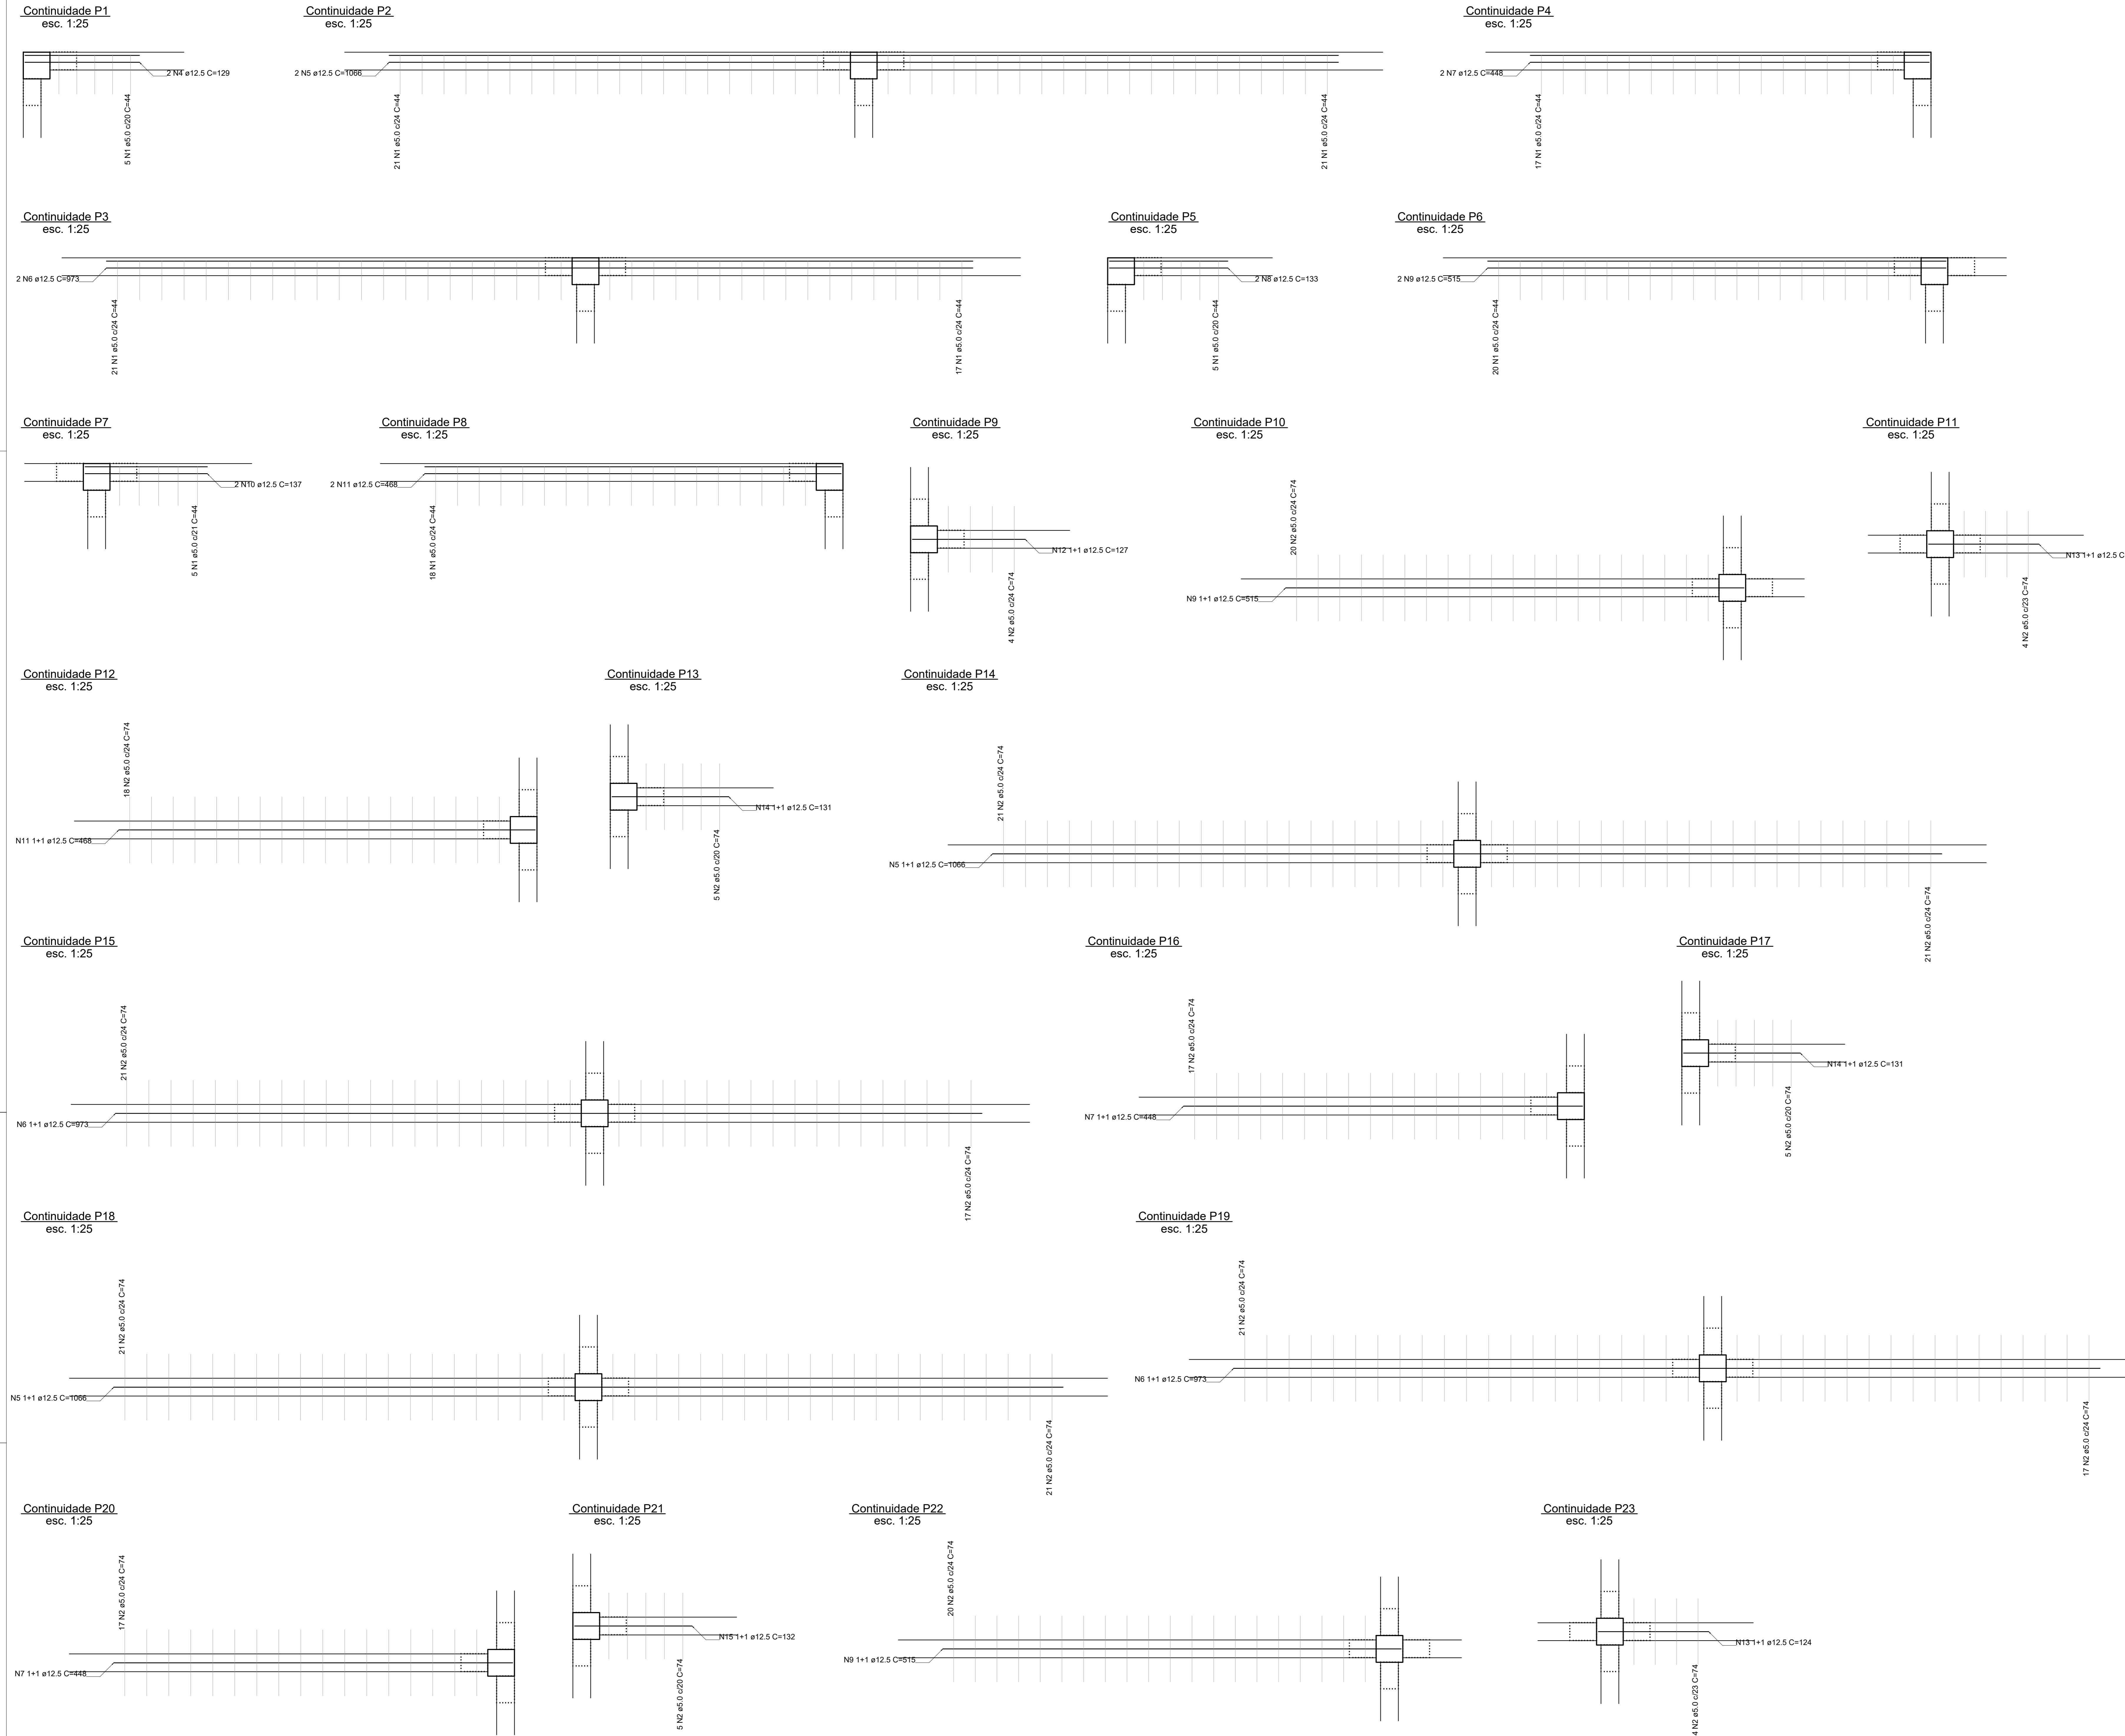 Continuidade P1
esc. 1:25
2 N4 ø12.5 C=129
5 N1 ø5.0 c/20 C=44
Continuidade P2
esc. 1:25
2 N5 ø12.5 C=1066
21 N1 ø5.0 c/24 C=44
21 N1 ø5.0 c/24 C=44
Continuidade P4
esc. 1:25
2 N7 ø12.5 C=448
17 N1 ø5.0 c/24 C=44
Continuidade P3
esc. 1:25
2 N6 ø12.5 C=973
21 N1 ø5.0 c/24 C=44
17 N1 ø5.0 c/24 C=44
Continuidade P5
esc. 1:25
2 N8 ø12.5 C=133
5 N1 ø5.0 c/20 C=44
Continuidade P6
esc. 1:25
2 N9 ø12.5 C=515
20 N1 ø5.0 c/24 C=44
Continuidade P7
esc. 1:25
2 N10 ø12.5 C=137
5 N1 ø5.0 c/21 C=44
Continuidade P8
esc. 1:25
2 N11 ø12.5 C=468
18 N1 ø5.0 c/24 C=44
Continuidade P9
esc. 1:25
N12 1+1 ø12.5 C=127
4 N2 ø5.0 c/24 C=74
Continuidade P10
esc. 1:25
20 N2 ø5.0 c/24 C=74
N9 1+1 ø12.5 C=515
Continuidade P11
esc. 1:25
N13 1+1 ø12.5 C
4 N2 ø5.0 c/23 C=74
Continuidade P12
esc. 1:25
18 N2 ø5.0 c/24 C=74
N11 1+1 ø12.5 C=468
Continuidade P13
esc. 1:25
N14 1+1 ø12.5 C=131
5 N2 ø5.0 c/20 C=74
Continuidade P14
esc. 1:25
21 N2 ø5.0 c/24 C=74
N5 1+1 ø12.5 C=1066
21 N2 ø5.0 c/24 C=74
Continuidade P15
esc. 1:25
21 N2 ø5.0 c/24 C=74
N6 1+1 ø12.5 C=973
17 N2 ø5.0 c/24 C=74
Continuidade P16
esc. 1:25
17 N2 ø5.0 c/24 C=74
N7 1+1 ø12.5 C=448
Continuidade P17
esc. 1:25
N14 1+1 ø12.5 C=131
5 N2 ø5.0 c/20 C=74
Continuidade P18
esc. 1:25
21 N2 ø5.0 c/24 C=74
N5 1+1 ø12.5 C=1066
21 N2 ø5.0 c/24 C=74
Continuidade P19
esc. 1:25
21 N2 ø5.0 c/24 C=74
N6 1+1 ø12.5 C=973
17 N2 ø5.0 c/24 C=74
Continuidade P20
esc. 1:25
17 N2 ø5.0 c/24 C=74
N7 1+1 ø12.5 C=448
Continuidade P21
esc. 1:25
N15 1+1 ø12.5 C=132
5 N2 ø5.0 c/20 C=74
Continuidade P22
esc. 1:25
20 N2 ø5.0 c/24 C=74
N9 1+1 ø12.5 C=515
Continuidade P23
esc. 1:25
N13 1+1 ø12.5 C=124
4 N2 ø5.0 c/23 C=74